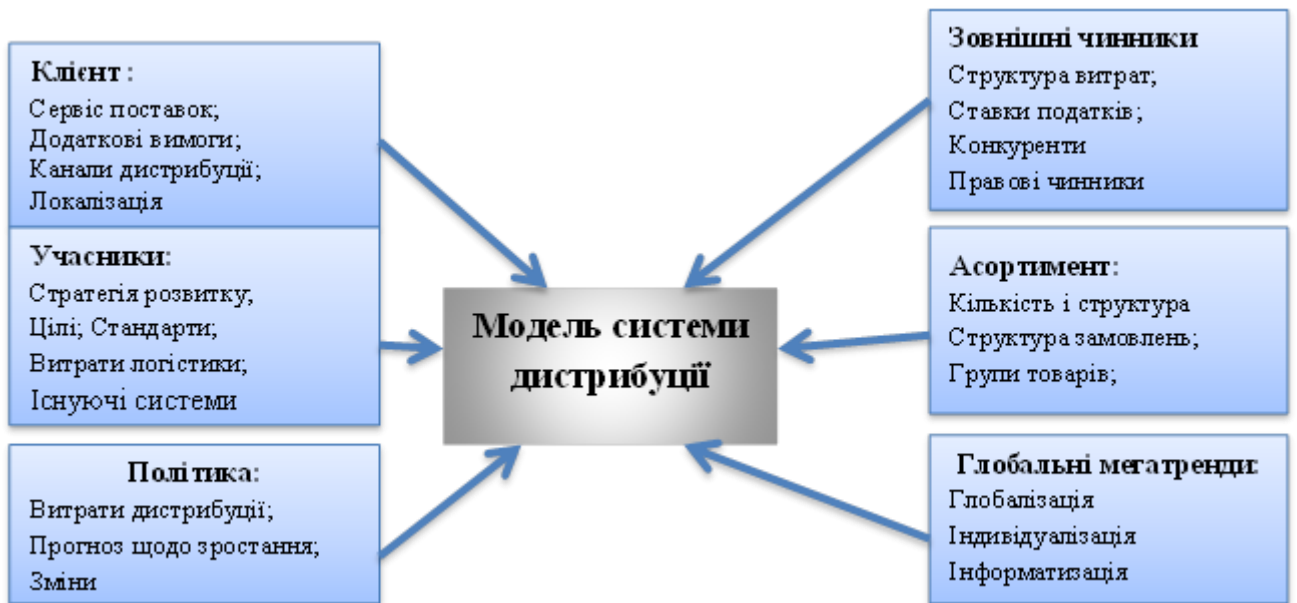 Клієнт :
Сервіс поставок;
Додаткові вимоги;
Канали дистрибуції;
Локалізація
Учасники:
Стратегія розвитку;
Цілі; Стандарти;
Витрати логістики;
Існуючі системи
Політика:
Витрати дистрибуції;
Прогноз щодо зростання;
Зміни
Модель системи
дистрибуції
Зовнішні чинники
Структура витрат;
Ставки податків;
Конкуренти
Правові чинники
Асортимент:
Кількість і структура
Структура замовлень;
Групи товарів;
Глобальні мегатренди:
Глобалізація
Індивідуалізація
Інформатизація